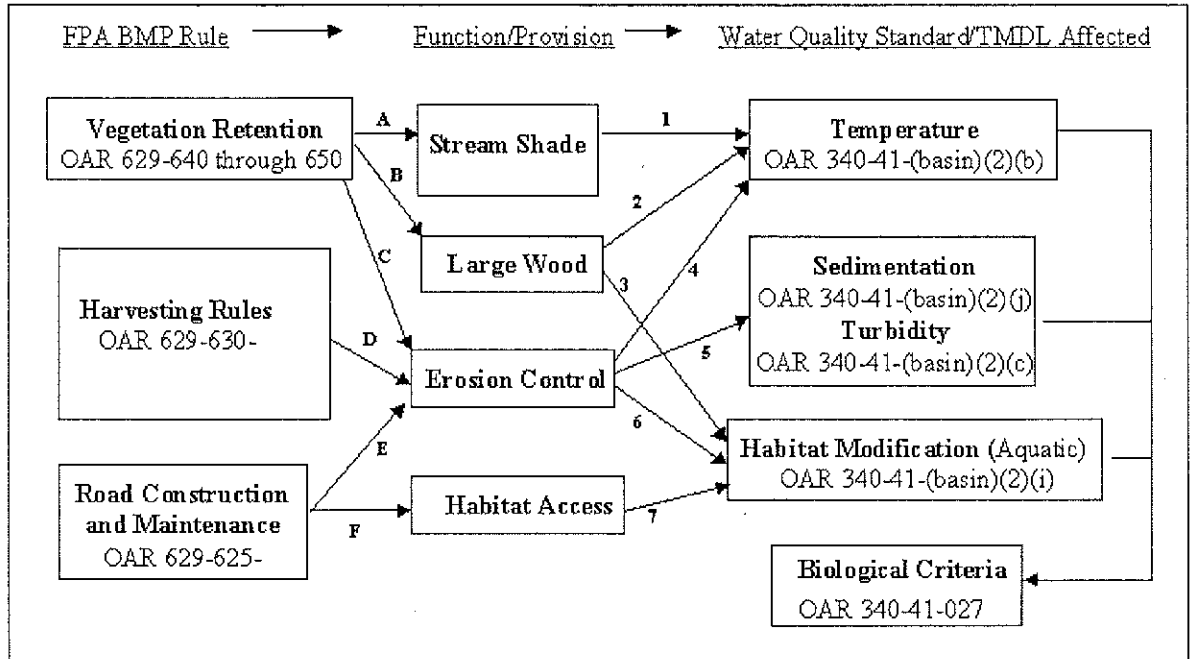 FPA BMP Rule
Function/Provision
Water Quality Standard/TMDL Affected
Vegetation Retention
OAR 629-640 through 650
A
B
C
Stream Shade
1
Temperature
OAR 340-41-(basin)(2)(b)
2
Large Wood
3
4
Harvesting Rules
OAR 629-630-
D
Sedimentation
OAR 340-41-(basin)(2)(j)
Turbidity
OAR 340-41-(basin)(2)(c)
Erosion Control
5
6
E
Road Construction
and Maintenance
OAR 629-625-
F
Habitat Access
7
Habitat Modification (Aquatic)
OAR 340-41-(basin)(2)(i)
Biological Criteria
OAR 340-41-027